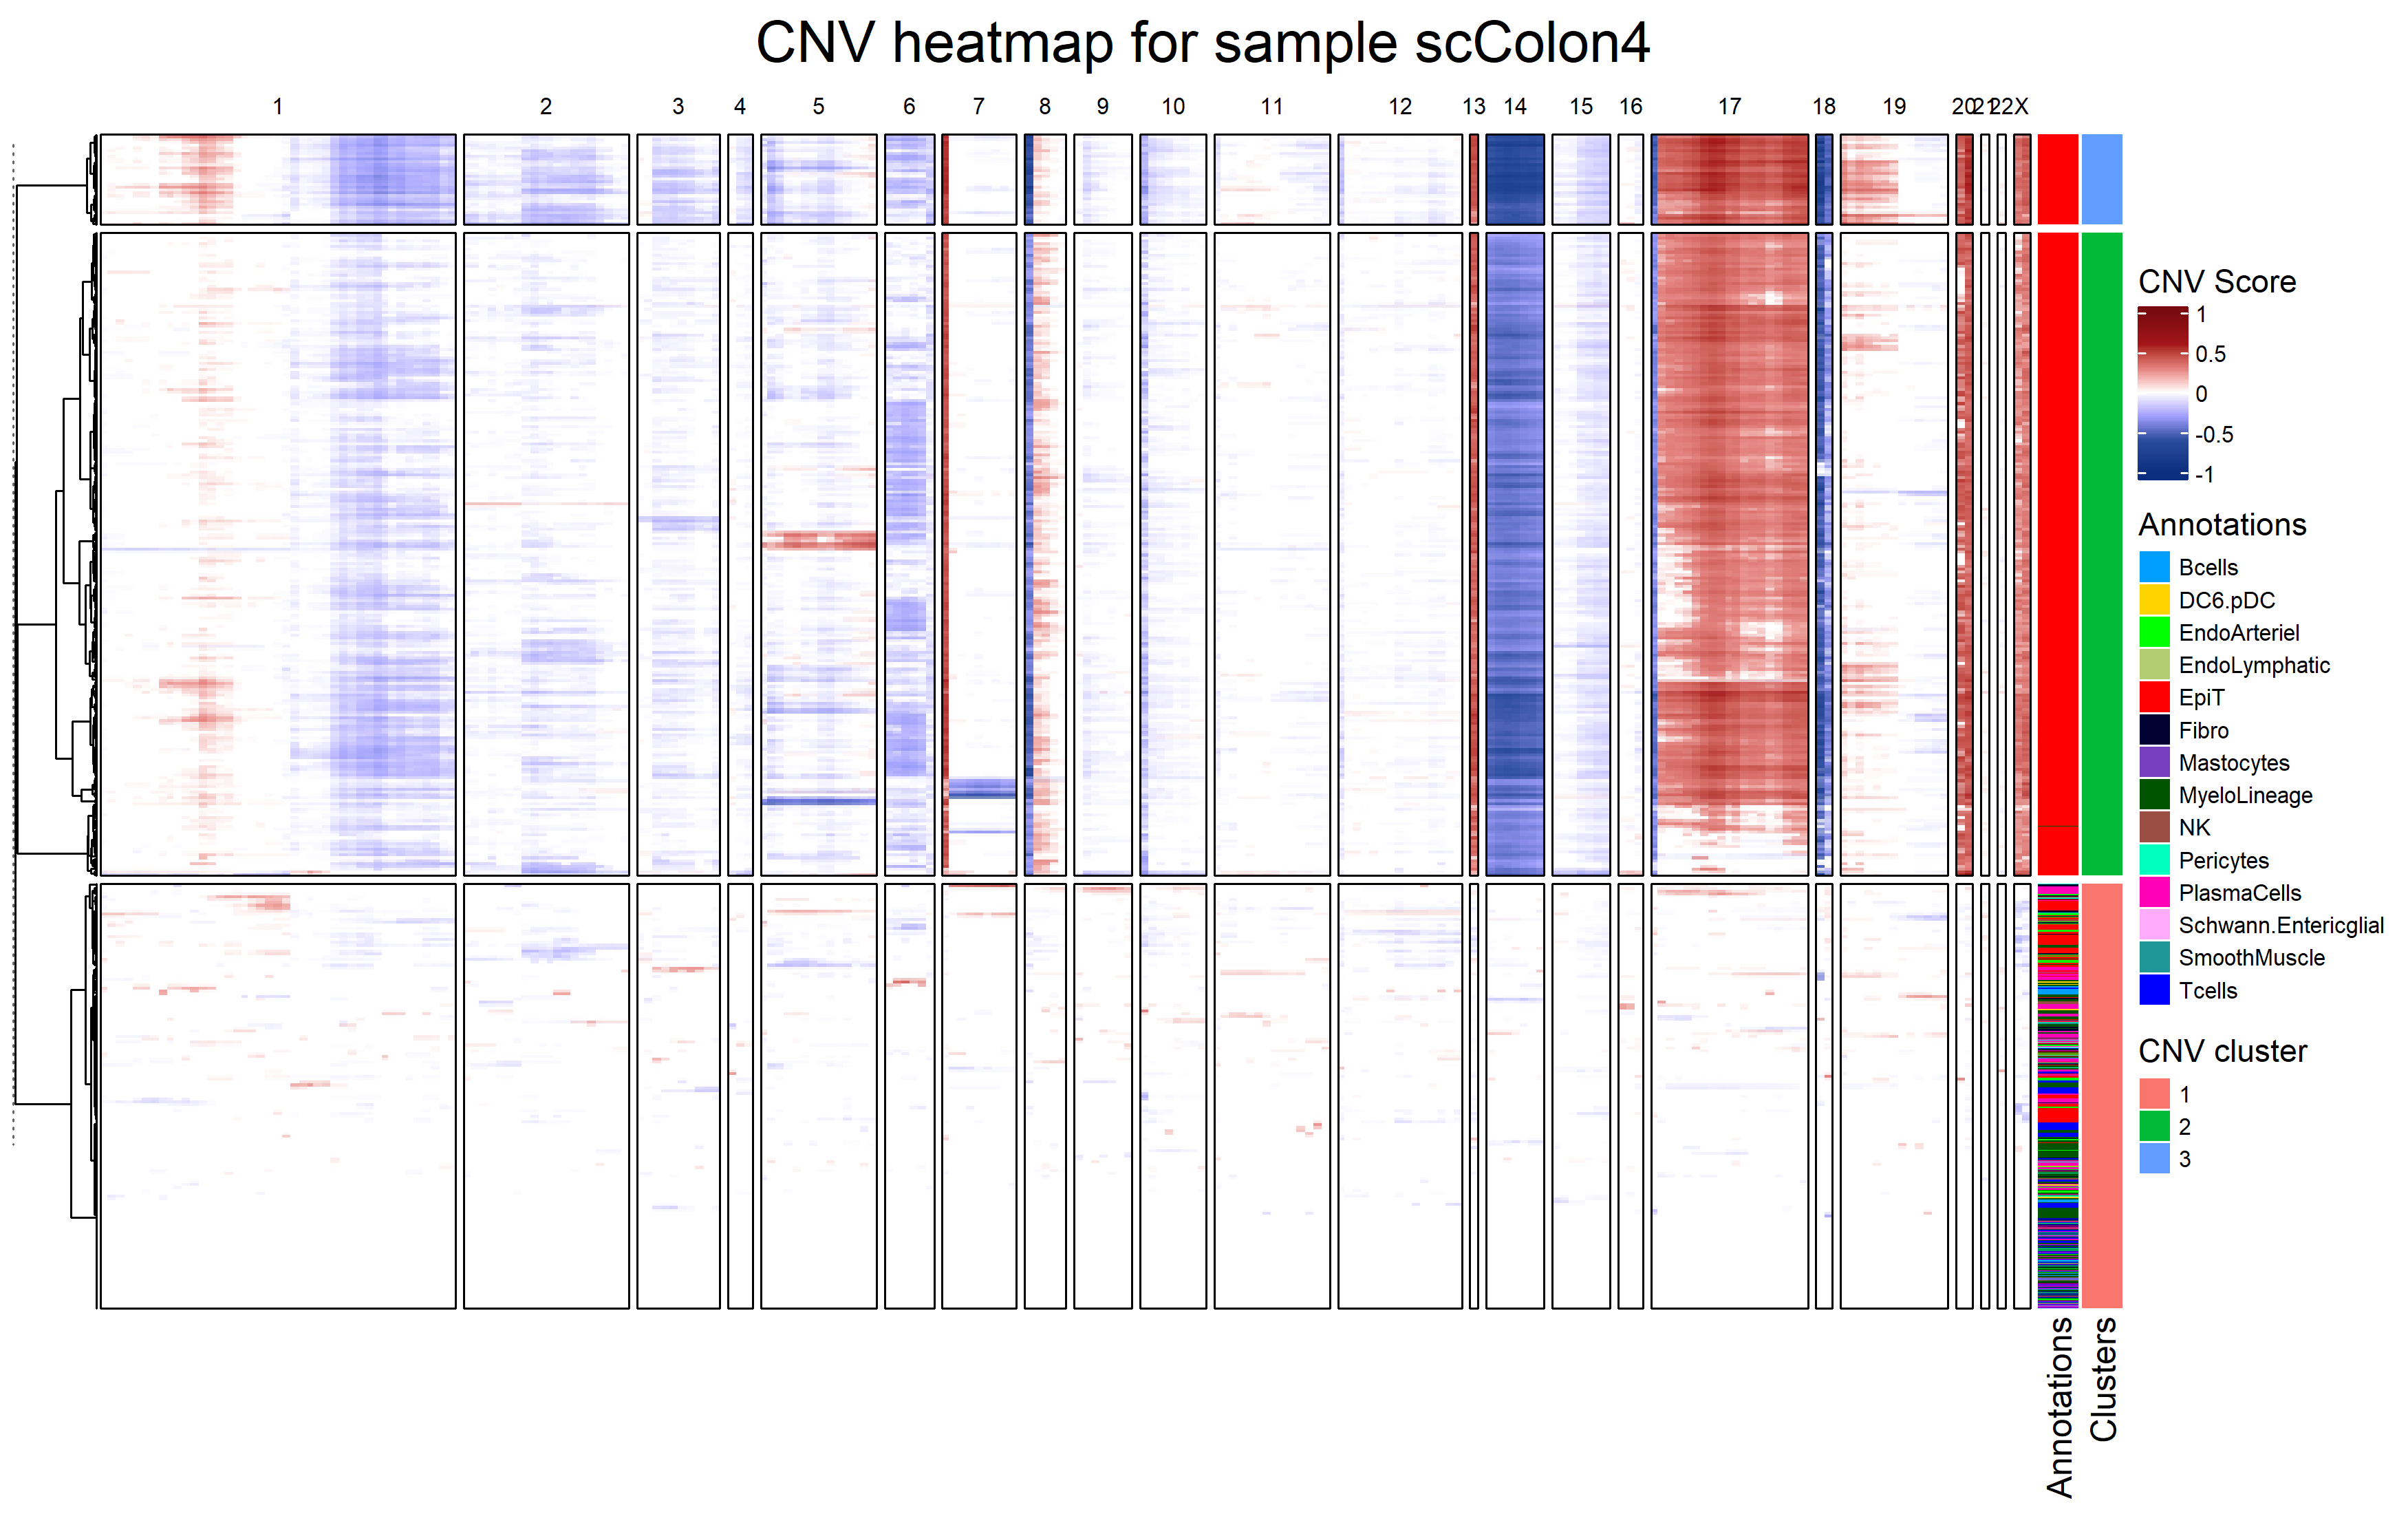 CNV heatmap for sample scColon4
1 2 3 4 5 6 7 8 9 10 11 12 13 14 15 16 17 18 19 20 21 22 X
CNV Score
1
0.5
0
-0.5
-1
Annotations
Bcells
DC6.pDC
EndoArteriel
EndoLymphatic
EpiT
Fibro
Mastocytes
MyeloLineage
NK
Pericytes
PlasmaCells
Schwann.Entericglial
SmoothMuscle
Tcells
CNV cluster
1
2
3
Annotations
Clusters